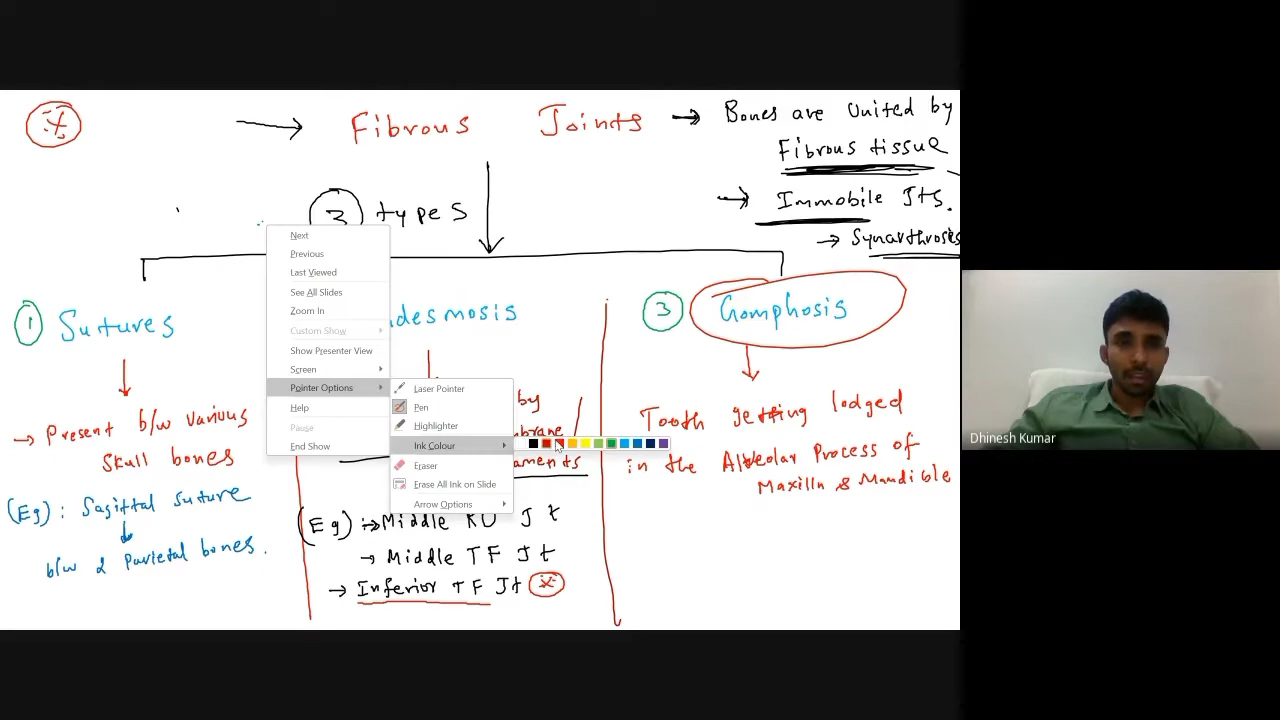 Fibrous Joints → Bones are united by
Fibrous tissue
→ Immobile Jts.
→ Synarthroses
3 types
① Sutures
desmosis
③ Gomphosis
→ Present b/w various
skull bones
(Eg) : Sagittal suture
b/w 2 Parietal bones.
by
brane
aments
(Eg) :→ Middle RU Jt
→ Middle TF Jt
→ Inferior TF Jt
Tooth getting lodged
in the Alveolar Process of
Maxilla & Mandible
Next
Previous
Last Viewed
See All Slides
Zoom In
Custom Show
Show Presenter View
Screen
Pointer Options
Help
Pause
End Show
Laser Pointer
Pen
Highlighter
Ink Colour
Eraser
Erase All Ink on Slide
Arrow Options
Dhinesh Kumar